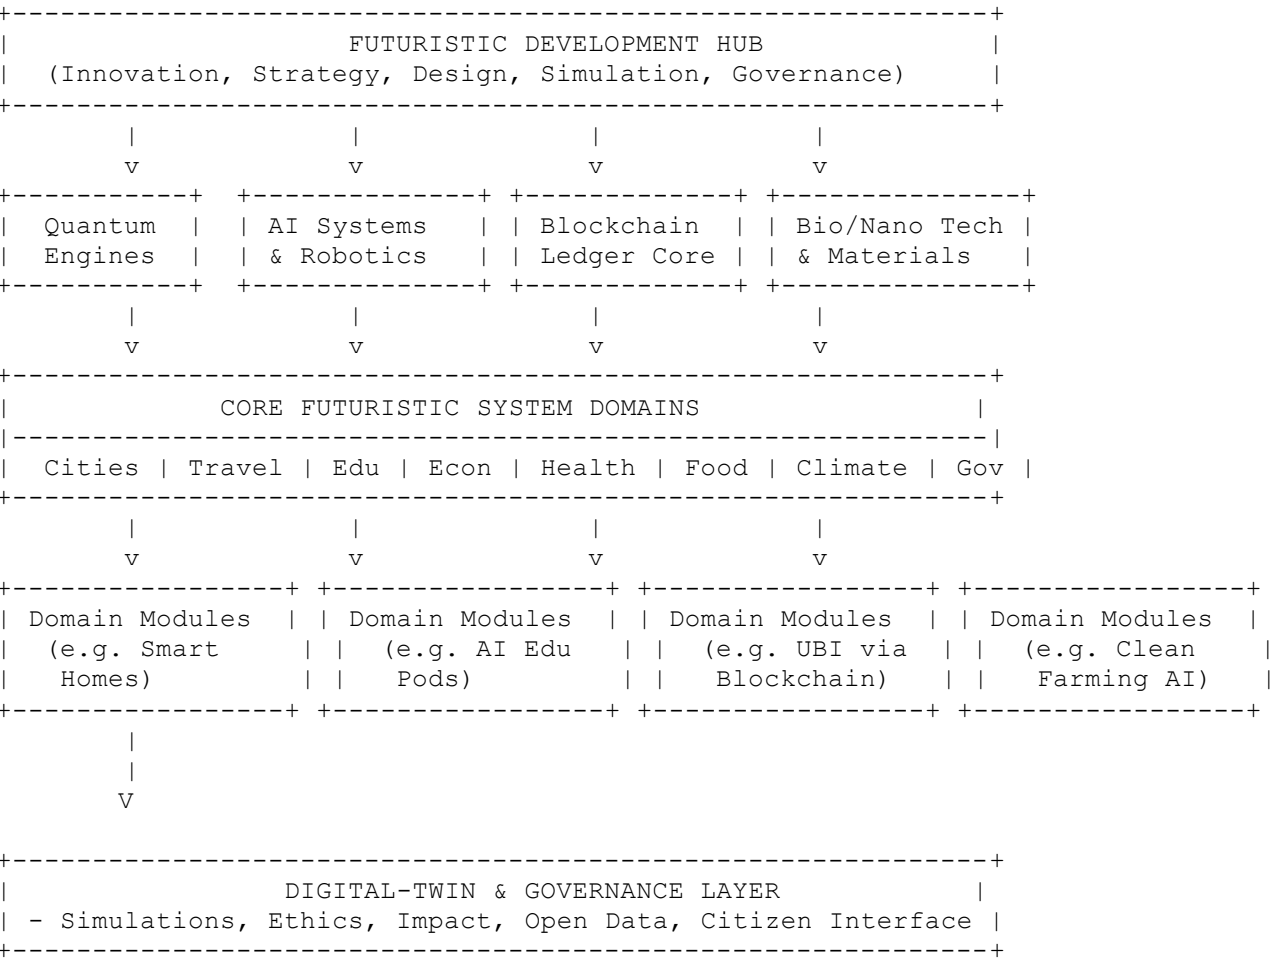 FUTURISTIC DEVELOPMENT HUB
(Innovation, Strategy, Design, Simulation, Governance)
Quantum Engines
AI Systems & Robotics
Blockchain Ledger Core
Bio/Nano Tech & Materials
CORE FUTURISTIC SYSTEM DOMAINS
Cities | Travel | Edu | Econ | Health | Food | Climate | Gov
Domain Modules (e.g. Smart Homes)
Domain Modules (e.g. AI Edu Pods)
Domain Modules (e.g. UBI via Blockchain)
Domain Modules (e.g. Clean Farming AI)
DIGITAL-TWIN & GOVERNANCE LAYER
- Simulations, Ethics, Impact, Open Data, Citizen Interface